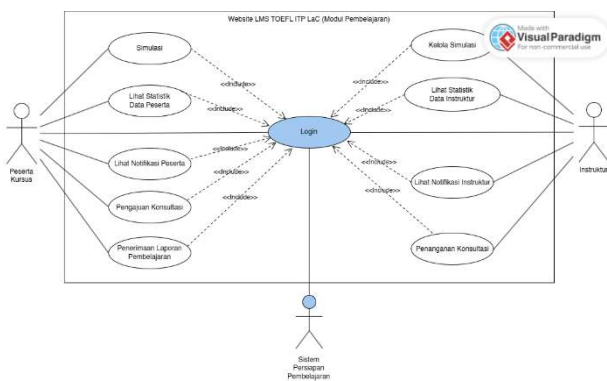 Website LMS TOEFL ITP LaC (Modul Pembelajaran)
Made with
Visual Paradigm
For non-commercial use
Simulasi
Kelola Simulasi
<<Include>>
<<Include>>
Lihat Statistik
Data Peserta
Lihat Statistik
Data Instruktur
<<Include>>
<<Include>>
Login
Peserta
Kursus
Instruktur
Lihat Notifikasi Peserta
<<Include>>
Lihat Notifikasi Instruktur
<<Include>>
Pengajuan Konsultasi
<<Include>>
Penerimaan Laporan
Pembelajaran
<<Include>>
Penanganan Konsultasi
<<Include>>
Sistem
Persiapan
Pembelajaran